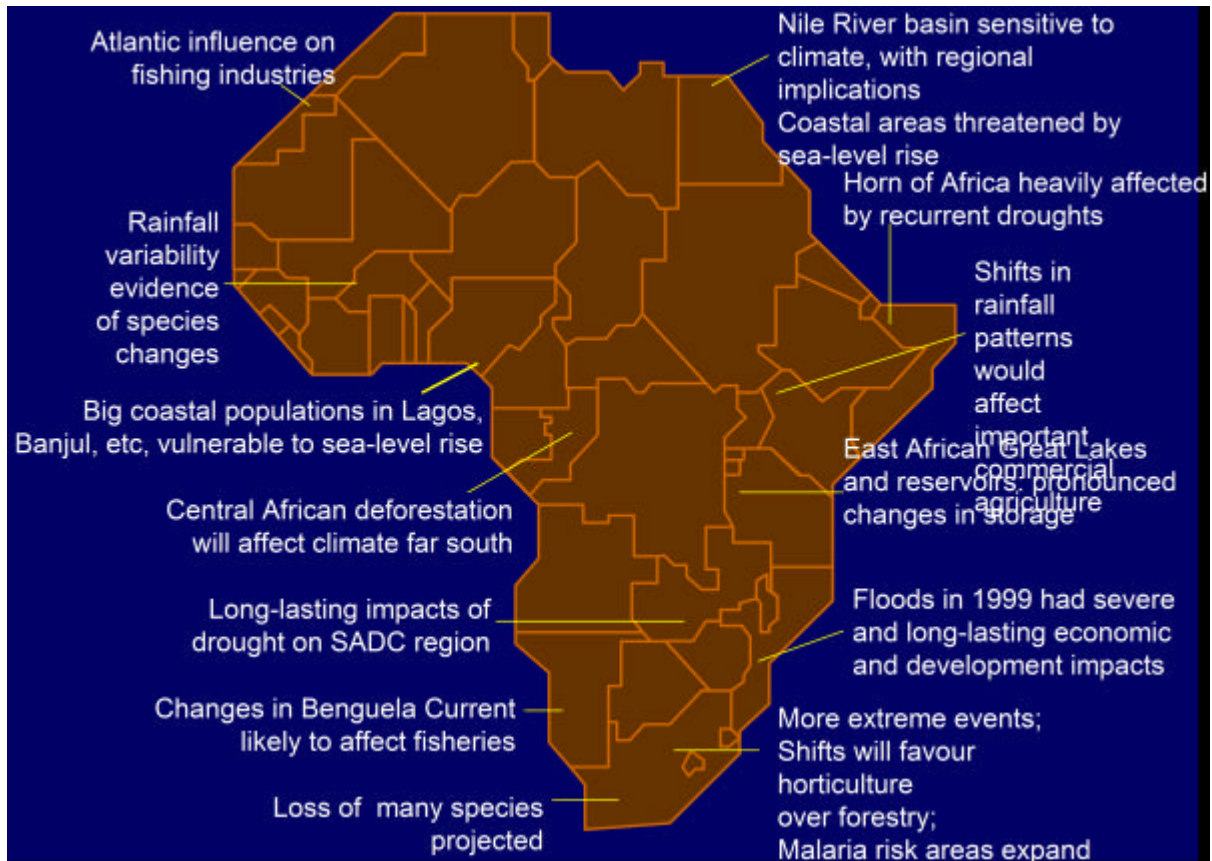 Atlantic influence on
fishing industries
Nile River basin sensitive to
climate, with regional
implications
Coastal areas threatened by
sea-level rise
Horn of Africa heavily affected
by recurrent droughts
Rainfall
variability
evidence
of species
changes
Shifts in
rainfall
patterns
would
affect
important
commercial
agriculture
Big coastal populations in Lagos,
Banjul, etc, vulnerable to sea-level rise
East African Great Lakes
and reservoirs: pronounced
changes in storage
Central African deforestation
will affect climate far south
Long-lasting impacts of
drought on SADC region
Floods in 1999 had severe
and long-lasting economic
and development impacts
Changes in Benguela Current
likely to affect fisheries
More extreme events;
Shifts will favour
horticulture
over forestry;
Malaria risk areas expand
Loss of many species
projected